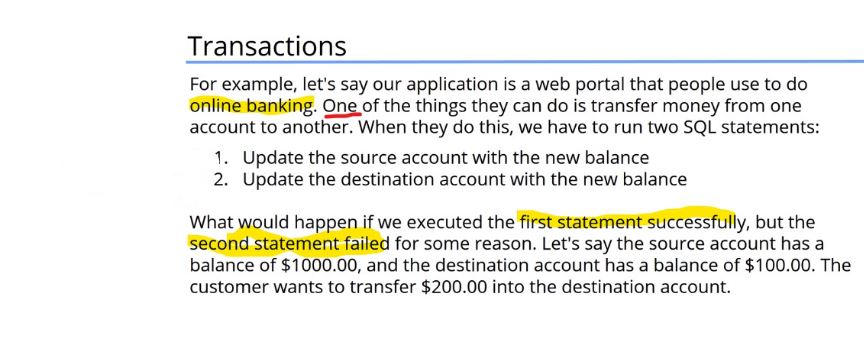 Transactions
For example, let's say our application is a web portal that people use to do
online banking. One of the things they can do is transfer money from one
account to another. When they do this, we have to run two SQL statements:
1. Update the source account with the new balance
2. Update the destination account with the new balance
What would happen if we executed the first statement successfully, but the
second statement failed for some reason. Let's say the source account has a
balance of $1000.00, and the destination account has a balance of $100.00. The
customer wants to transfer $200.00 into the destination account.